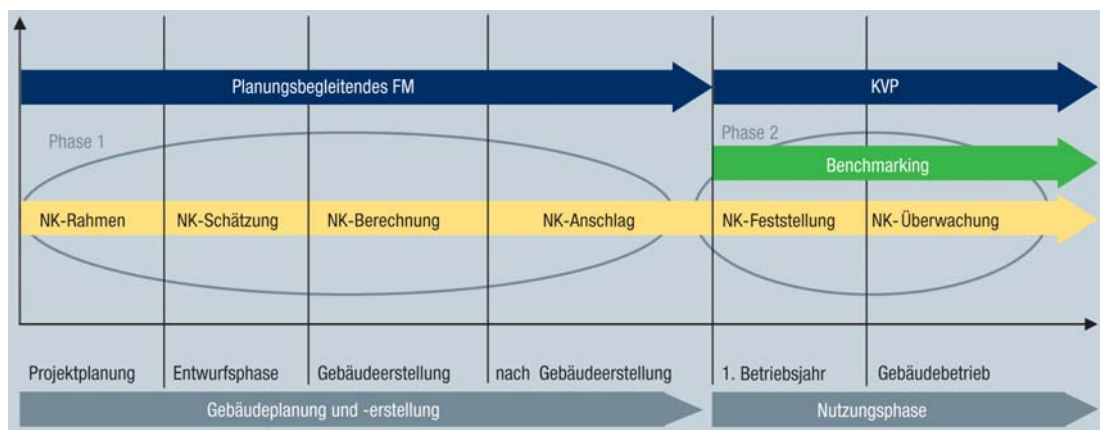 Planungsbegleitendes FM
KVP
Phase 1
Phase 2
Benchmarking
NK-Rahmen
NK-Schätzung
NK-Berechnung
NK-Anschlag
NK-Feststellung
NK- Überwachung
Projektplanung
Entwurfsphase
Gebäudeerstellung
nach Gebäudeerstellung
1. Betriebsjahr
Gebäudebetrieb
Gebäudeplanung und -erstellung
Nutzungsphase